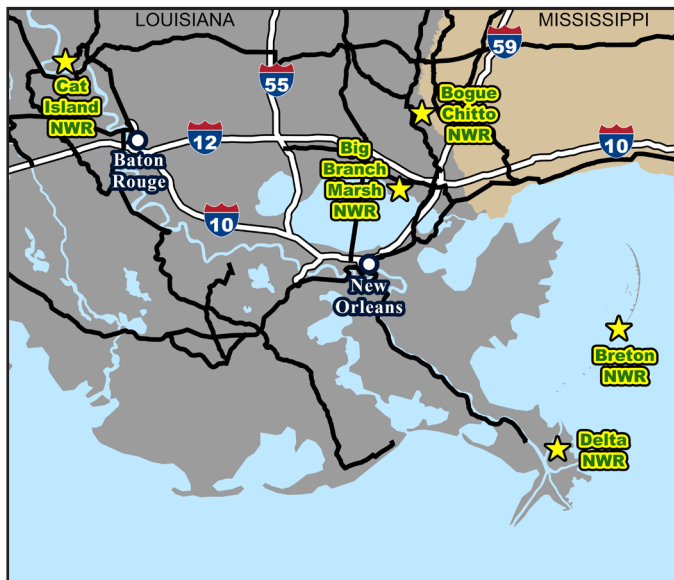 LOUISIANA
MISSISSIPPI
59
55
Cat
Island
NWR
Bogue
Chitto
NWR
12
Baton
Rouge
Big
Branch
Marsh
NWR
10
10
New
Orleans
Breton
NWR
Delta
NWR